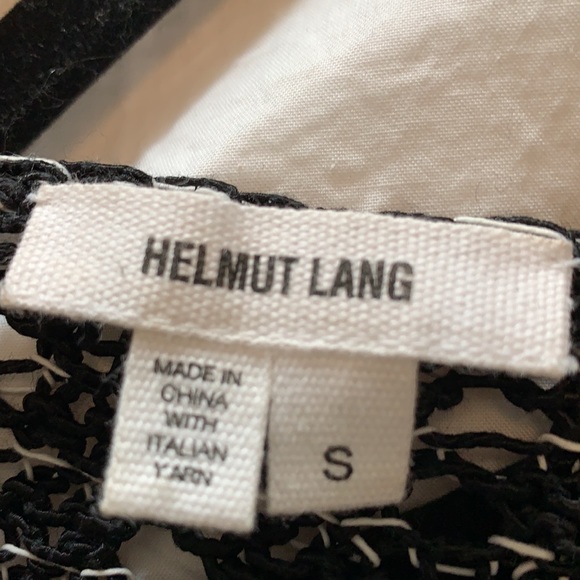 HELMUT LANG
MADE IN
CHINA
WITH
ITALIAN
YARN
S